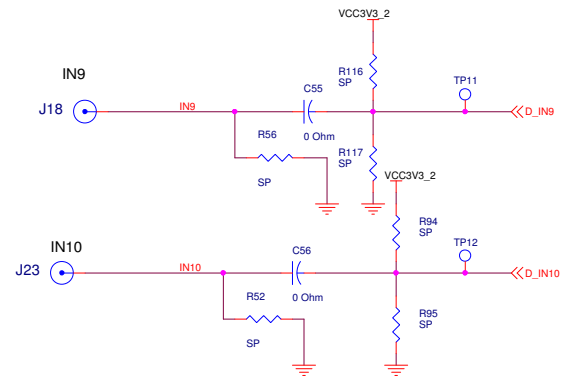 VCC3V3_2
IN9
R116
SP
C55
TP11
J18
IN9
D_IN9
R56
0 Ohm
R117
SP
SP
VCC3V3_2
R94
SP
IN10
C56
TP12
J23
IN10
D_IN10
R52
0 Ohm
R95
SP
SP